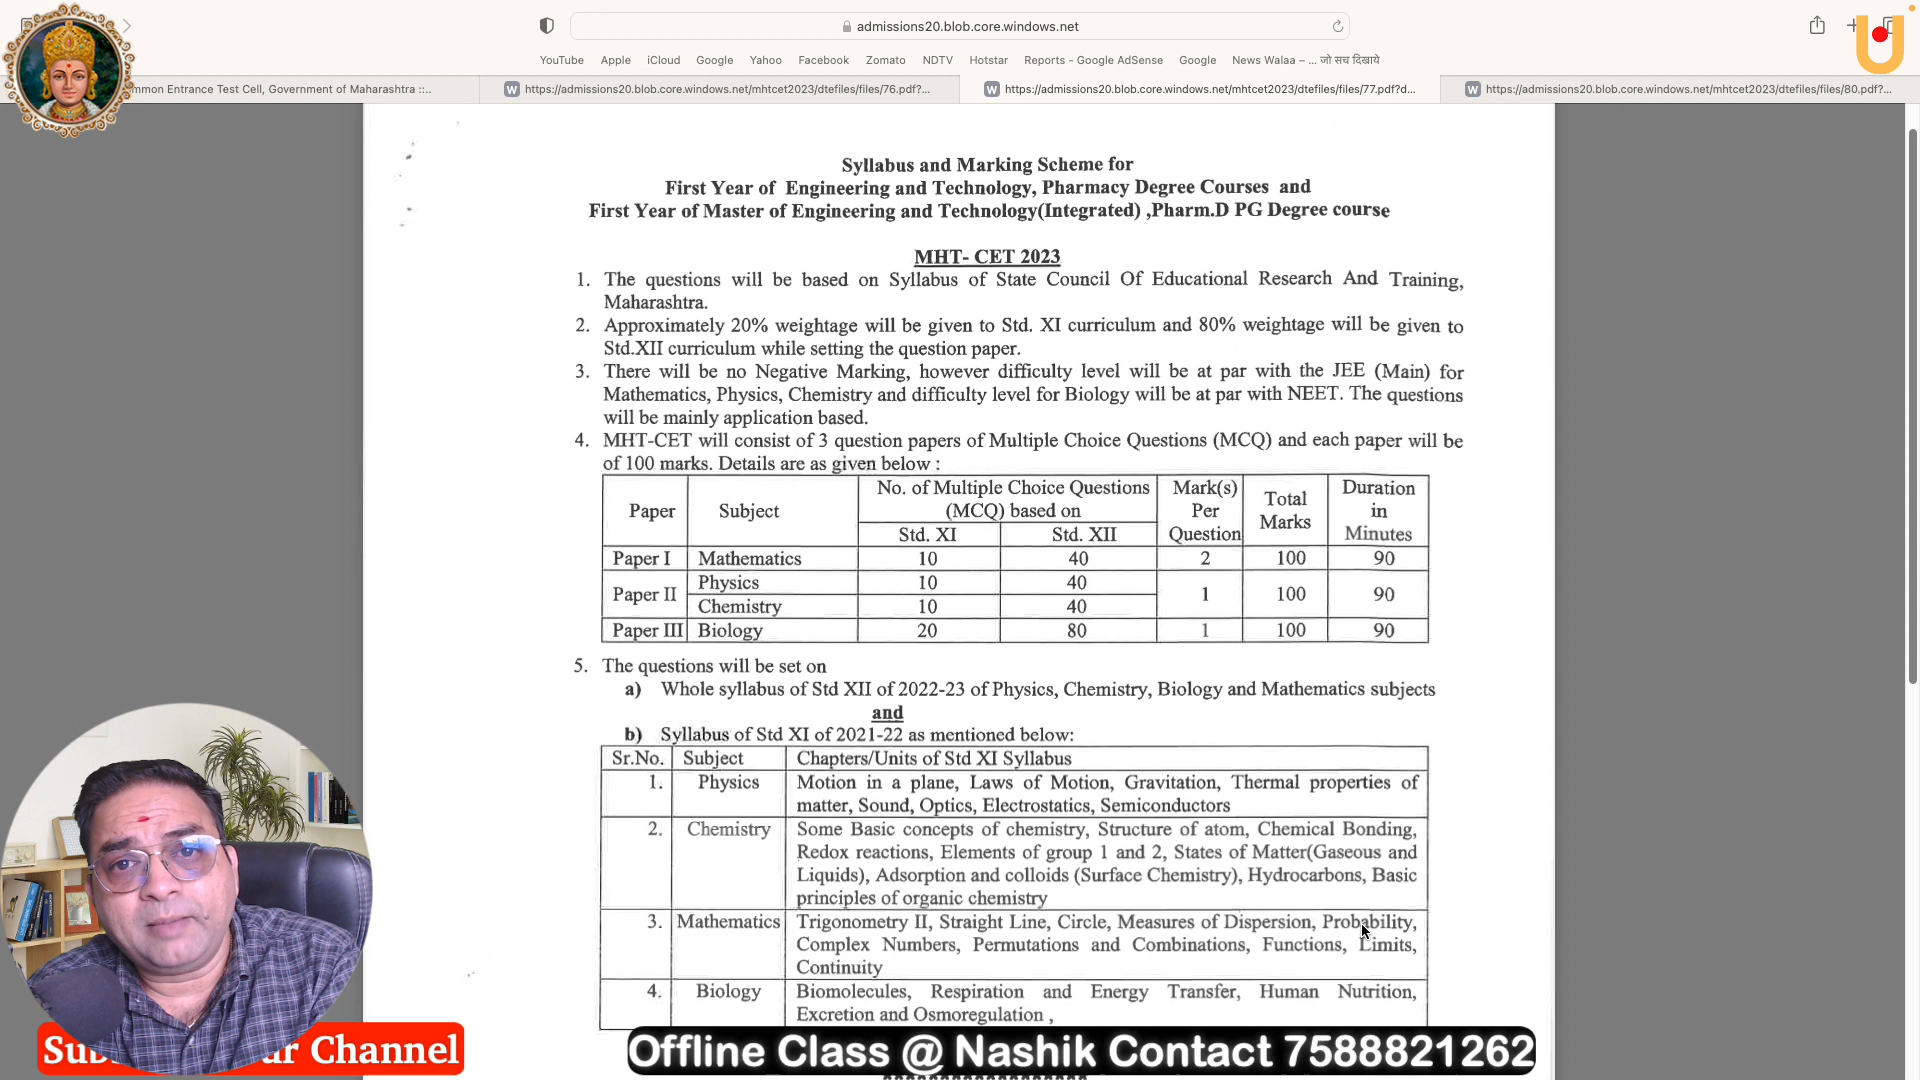 admissions20.blob.core.windows.net
YouTube Apple iCloud Google Yahoo Zomato Facebook NDTV Hotstar Reports - Google AdSense Google News Walaa – ... जो सच दिखाये
mmon Entrance Test Cell, Government of Maharashtra ::...
https://admissions20.blob.core.windows.net/mhtcet2023/dtefiles/files/76.pdf?...
https://admissions20.blob.core.windows.net/mhtcet2023/dtefiles/files/77.pdf?d...
https://admissions20.blob.core.windows.net/mhtcet2023/dtefiles/files/80.pdf?...
Syllabus and Marking Scheme for
First Year of Engineering and Technology, Pharmacy Degree Courses and
First Year of Master of Engineering and Technology(Integrated) ,Pharm.D PG Degree course
MHT- CET 2023
1. The questions will be based on Syllabus of State Council Of Educational Research And Training,
Maharashtra.
2. Approximately 20% weightage will be given to Std. XI curriculum and 80% weightage will be given to
Std.XII curriculum while setting the question paper.
3. There will be no Negative Marking, however difficulty level will be at par with the JEE (Main) for
Mathematics, Physics, Chemistry and difficulty level for Biology will be at par with NEET. The questions
will be mainly application based.
4. MHT-CET will consist of 3 question papers of Multiple Choice Questions (MCQ) and each paper will be
of 100 marks. Details are as given below :
Paper Subject No. of Multiple Choice Questions (MCQ) based on Mark(s) Per Question Total Marks Duration in Minutes
Std. XI Std. XII
Paper I Mathematics 10 40 2 100 90
Paper II Physics 10 40 1 100 90
Chemistry 10 40
Paper III Biology 20 80 1 100 90
5. The questions will be set on
a) Whole syllabus of Std XII of 2022-23 of Physics, Chemistry, Biology and Mathematics subjects
and
b) Syllabus of Std XI of 2021-22 as mentioned below:
Sr.No. Subject Chapters/Units of Std XI Syllabus
1. Physics Motion in a plane, Laws of Motion, Gravitation, Thermal properties of
matter, Sound, Optics, Electrostatics, Semiconductors
2. Chemistry Some Basic concepts of chemistry, Structure of atom, Chemical Bonding,
Redox reactions, Elements of group 1 and 2, States of Matter(Gaseous and
Liquids), Adsorption and colloids (Surface Chemistry), Hydrocarbons, Basic
principles of organic chemistry
3. Mathematics Trigonometry II, Straight Line, Circle, Measures of Dispersion, Probability,
Complex Numbers, Permutations and Combinations, Functions, Limits,
Continuity
4. Biology Biomolecules, Respiration and Energy Transfer, Human Nutrition,
Excretion and Osmoregulation ,
Channel
Offline Class @ Nashik Contact 7588821262